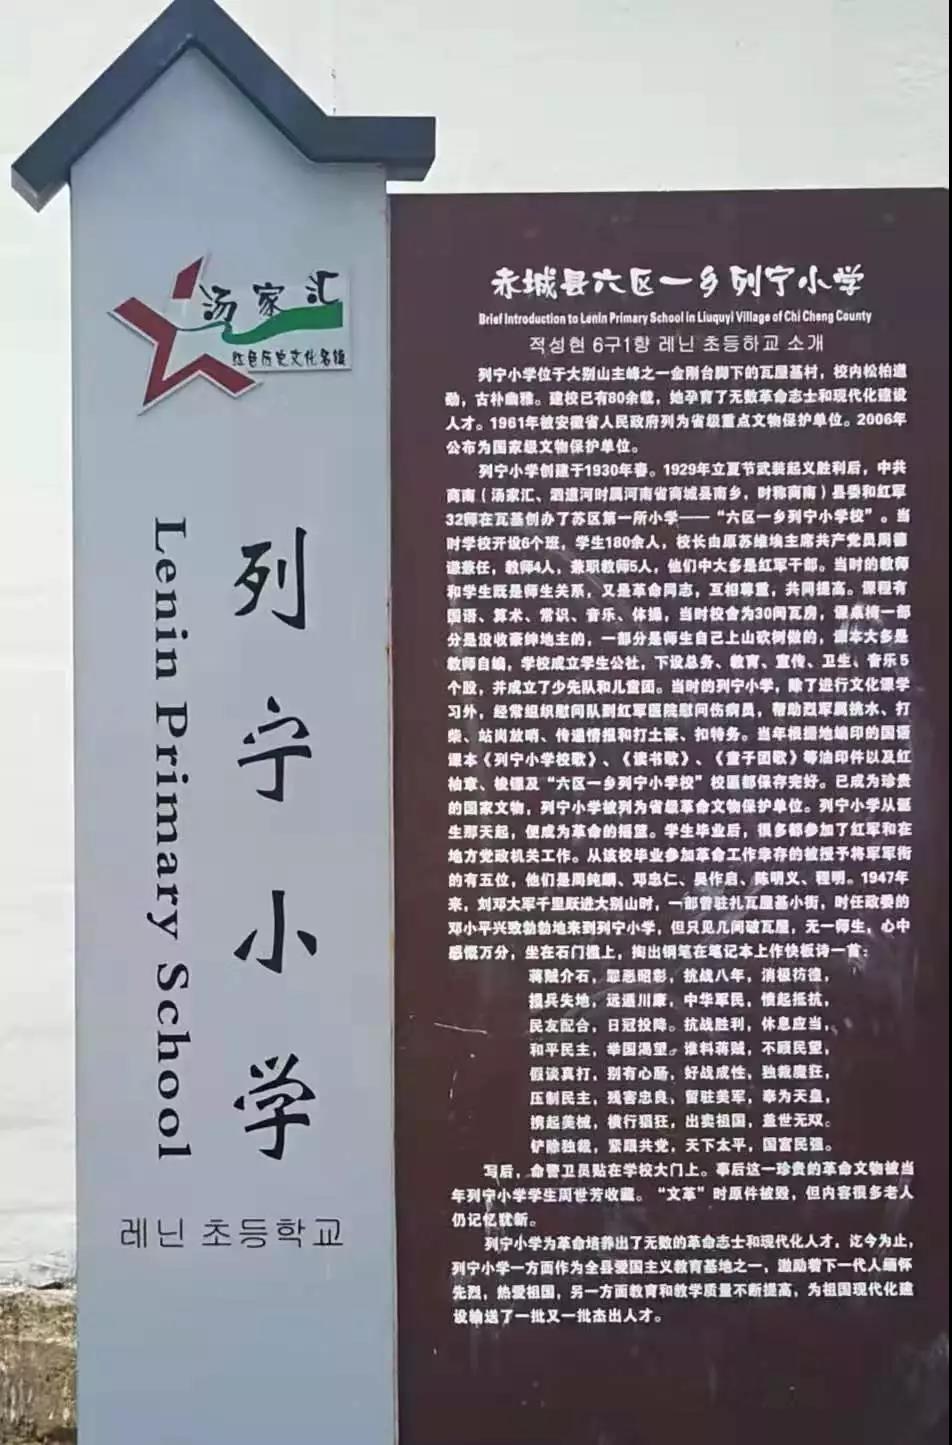 汤家汇
红色历史文化名镇
列宁小学
Lenin Primary School
레닌 초등학교
赤城县六区一乡列宁小学
Brief Introduction to Lenin Primary School in Liuquyi Village of Chi Cheng County
적성현 6구1향 레닌 초등하교 소개
列宁小学位于大别山主峰之一金刚台脚下的瓦屋基村，校内松柏遒
劲，古朴幽雅。建校已有80余载，她孕育了无数革命志士和现代化建设
人才。1961年被安徽省人民政府列为省级重点文物保护单位。2006年
公布为国家级文物保护单位。
列宁小学创建于1930年春。1929年立夏节武装起义胜利后，中共
商南（汤家汇、泗道河时属河南省商城县南乡，时称商南）县委和红军
32师在瓦基创办了苏区第一所小学——“六区一乡列宁小学校”。当
时学校开设6个班，学生180余人，校长由原苏维埃主席共产党员周德
谦兼任，教师4人，兼职教师5人，他们中大多是红军干部。当时的教师
和学生既是师生关系，又是革命同志，互相尊重，共同提高。课程有
国语、算术、常识、音乐、体操，当时校舍为30间瓦房，课桌椅一部
分是没收豪绅地主的，一部分是师生自己上山砍树做的，课本大多是
教师自编，学校成立学生公社，下设总务、教育、宣传、卫生、音乐5
个股，并成立了少先队和儿童团。当时的列宁小学，除了进行文化课学
习外，经常组织慰问队到红军医院慰问伤病员，帮助烈军属挑水、打
柴、站岗放哨、传递情报和打土豪、扣特务。当年根据地编印的国语
课本《列宁小学校歌》、《读书歌》、《童子团歌》等油印件以及红
袖章、梭镖及“六区一乡列宁小学校”校匾都保存完好。已成为珍贵
的国家文物，列宁小学被列为省级革命文物保护单位。列宁小学从诞
生那天起，便成为革命的摇篮。学生毕业后，很多都参加了红军和在
地方党政机关工作。从该校毕业参加革命工作幸存的被授予将军军衔
的有五位，他们是周纯麟、邓忠仁、吴作启、陈明义、程明。1947年
来，刘邓大军千里跃进大别山时，一部曾驻扎瓦屋基小街，时任政委的
邓小平兴致勃勃地来到列宁小学，但只见几间破瓦屋，无一师生，心中
感慨万分，坐在石门槛上，掏出钢笔在笔记本上作快板诗一首：
蒋贼介石，罪恶昭彰，抗战八年，消极彷徨，
损兵失地，远遁川康，中华军民，愤起抵抗，
民友配合，日冠投降。抗战胜利，休息应当，
和平民主，举国渴望。谁料蒋贼，不顾民望，
假谈真打，别有心肠，好战成性，独裁魔狂，
压制民主，残害忠良，留驻美军，奉为天皇，
携起美械，横行猖狂，出卖祖国，盖世无双。
铲除独裁，紧跟共党，天下太平，国富民强。
写后，命警卫员贴在学校大门上。事后这一珍贵的革命文物被当
年列宁小学学生周世芳收藏。“文革”时原件被毁，但内容很多老人
仍记忆犹新。
列宁小学为革命培养出了无数的革命志士和现代化人才，讫今为止，
列宁小学一方面作为全县爱国主义教育基地之一，激励着下一代人缅怀
先烈，热爱祖国，另一方面教育和教学质量不断提高，为祖国现代化建
设输送了一批又一批杰出人才。